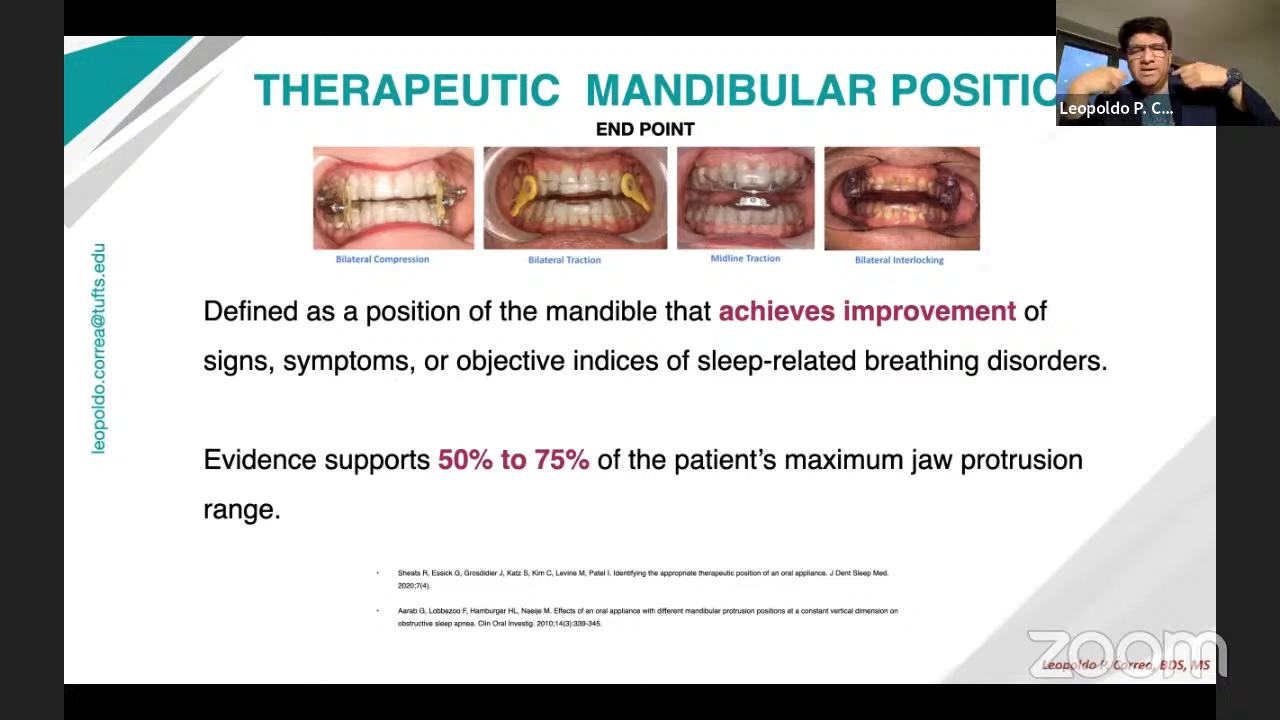 THERAPEUTIC MANDIBULAR POSITIO
END POINT
Leopoldo P. C...
Bilateral Compression
Bilateral Traction
Midline Traction
Bilateral Interlocking
leopoldo.correa@tufts.edu
Defined as a position of the mandible that achieves improvement of
signs, symptoms, or objective indices of sleep-related breathing disorders.
Evidence supports 50% to 75% of the patient’s maximum jaw protrusion
range.
• Sheats R, Essick G, Grosdidier J, Katz S, Kim C, Levine M, Patel I. Identifying the appropriate therapeutic position of an oral appliance. J Dent Sleep Med.
2020;7(4).
• Aarab G, Lobbezoo F, Hamburger HL, Naeije M. Effects of an oral appliance with different mandibular protrusion positions at a constant vertical dimension on
obstructive sleep apnea. Clin Oral Investig. 2010;14(3):339-345.
zoom
Leopoldo P. Correa, BDS, MS